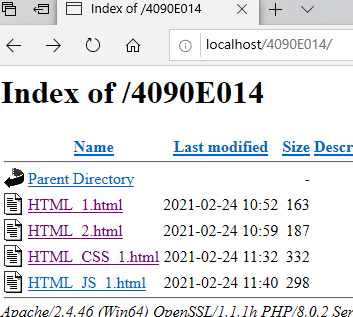 Index of /4090E014
localhost/4090E014/
Index of /4090E014
Name Last modified Size Descr
Parent Directory -
HTML_1.html 2021-02-24 10:52 163
HTML_2.html 2021-02-24 10:59 187
HTML_CSS_1.html 2021-02-24 11:32 332
HTML_JS_1.html 2021-02-24 11:40 298
Apache/2.4.46 (Win64) OpenSSL/1.1.1h PHP/8.0.2 Ser